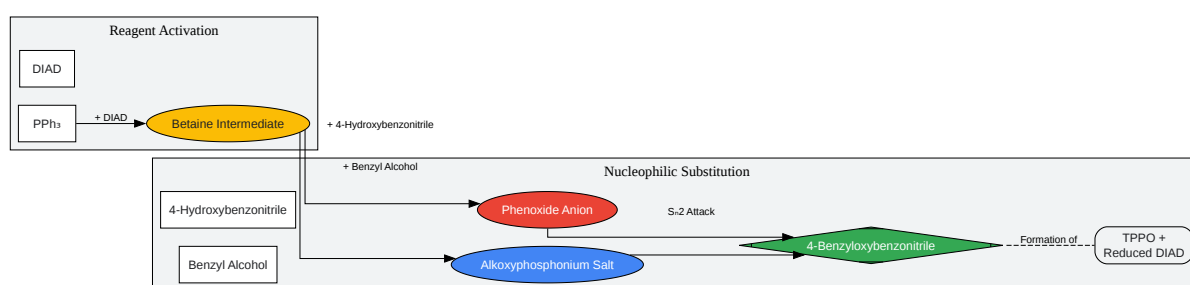 Reagent Activation
DIAD
PPh₃
+ DIAD
Betaine Intermediate
+ 4-Hydroxybenzonitrile
+ Benzyl Alcohol
Nucleophilic Substitution
4-Hydroxybenzonitrile
Phenoxide Anion
Sₙ2 Attack
Benzyl Alcohol
Alkoxyphosphonium Salt
4-Benzyloxybenzonitrile
Formation of
TPPO +
Reduced DIAD